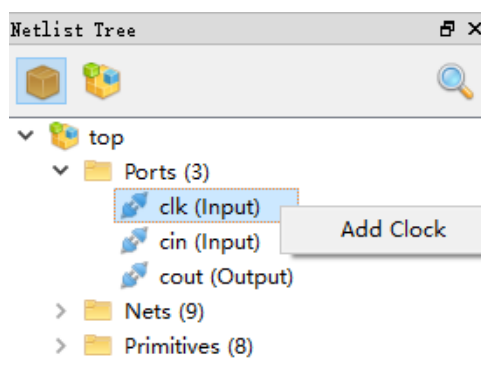 Netlist Tree
top
Ports (3)
clk (Input)
Add Clock
cin (Input)
cout (Output)
Nets (9)
Primitives (8)